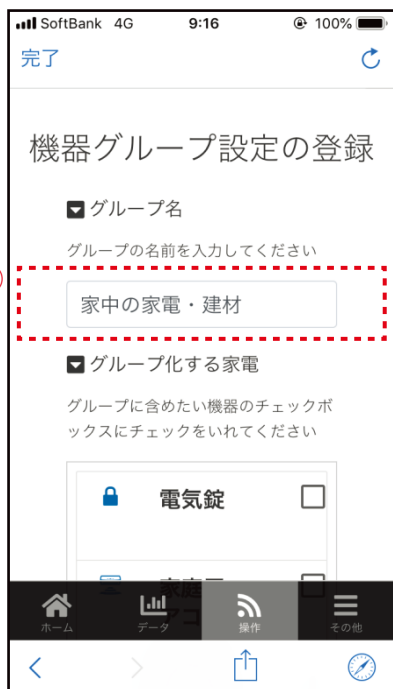 SoftBank 4G 9:16 100%
完了
機器グループ設定の登録
グループ名
グループの名前を入力してください
家中の家電・建材
グループ化する家電
グループに含めたい機器のチェックボ
ックスにチェックをいれてください
電気錠
ホーム データ 操作 その他